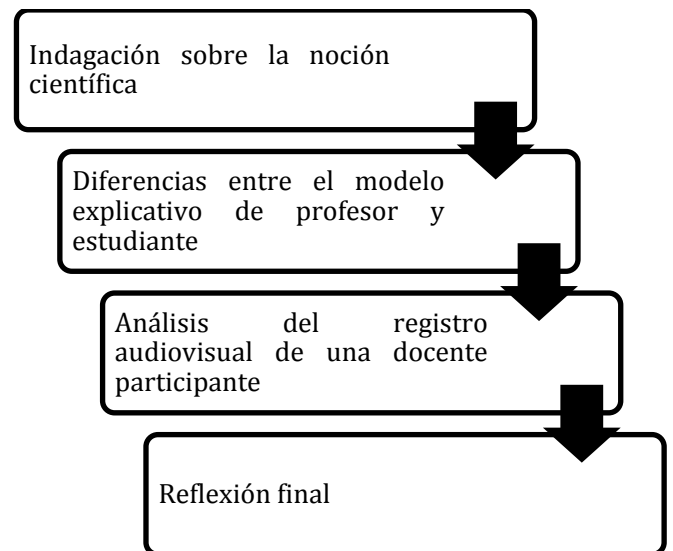 Indagación sobre la noción
científica
Diferencias entre el modelo
explicativo de profesor y
estudiante
Análisis del registro
audiovisual de una docente
participante
Reflexión final